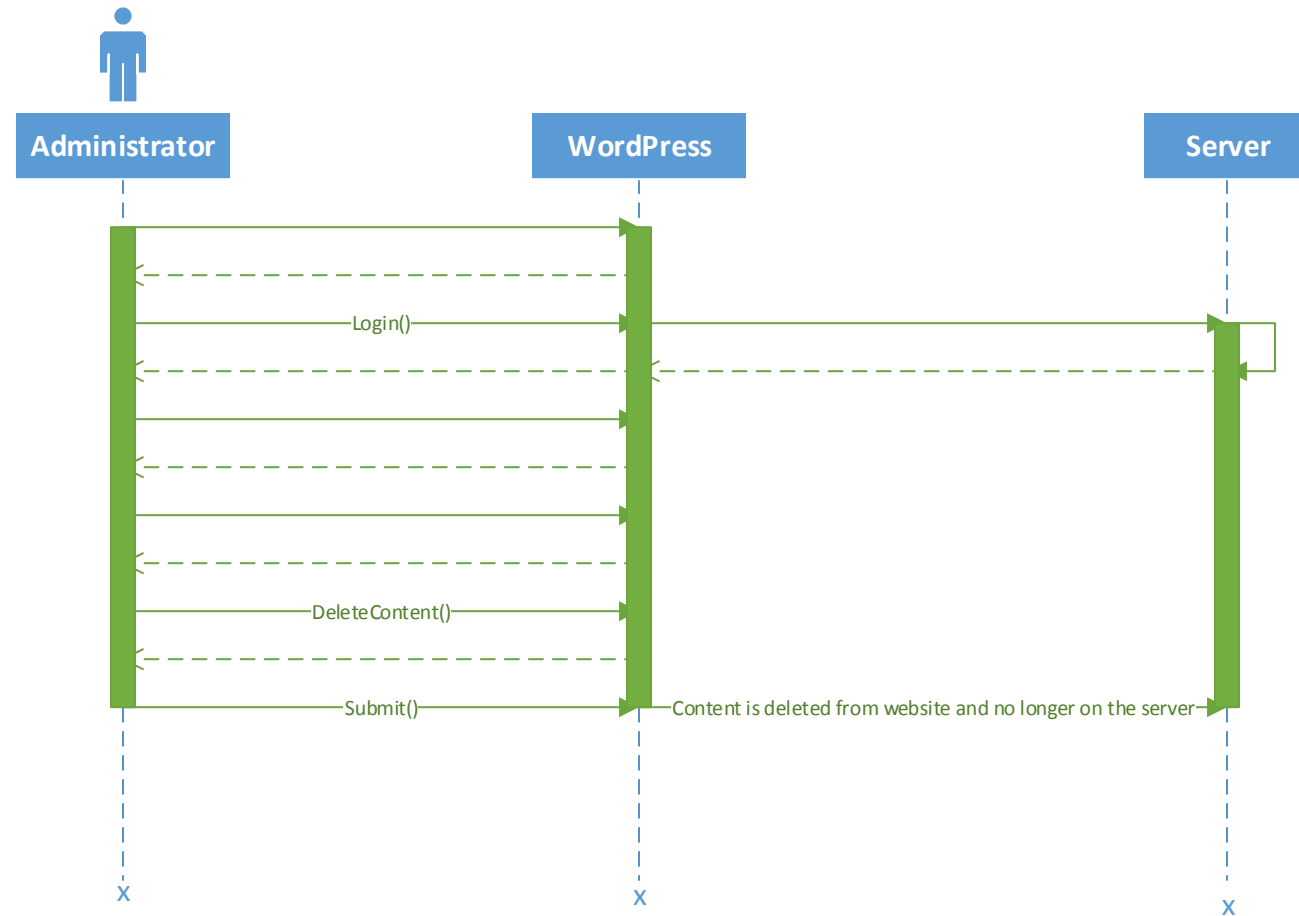 Administrator
WordPress
Server
Login()
DeleteContent()
Submit()
Content is deleted from website and no longer on the server
X
X
X